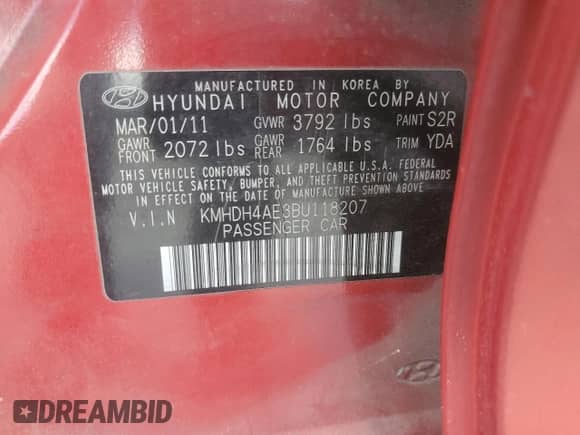 MANUFACTURED IN KOREA BY
HYUNDAI MOTOR COMPANY
MAR/01/11 GVWR 3792 lbs PAINT S2R
GAWR FRONT 2072 lbs GAWR REAR 1764 lbs TRIM YDA
THIS VEHICLE CONFORMS TO ALL APPLICABLE U.S.A. FEDERAL
MOTOR VEHICLE SAFETY, BUMPER, AND THEFT PREVENTION STANDARDS
IN EFFECT ON THE DATE OF MANUFACTURE SHOWN ABOVE.
V.I.N KMHDH4AE3BU118207
PASSENGER CAR
DREAMBID